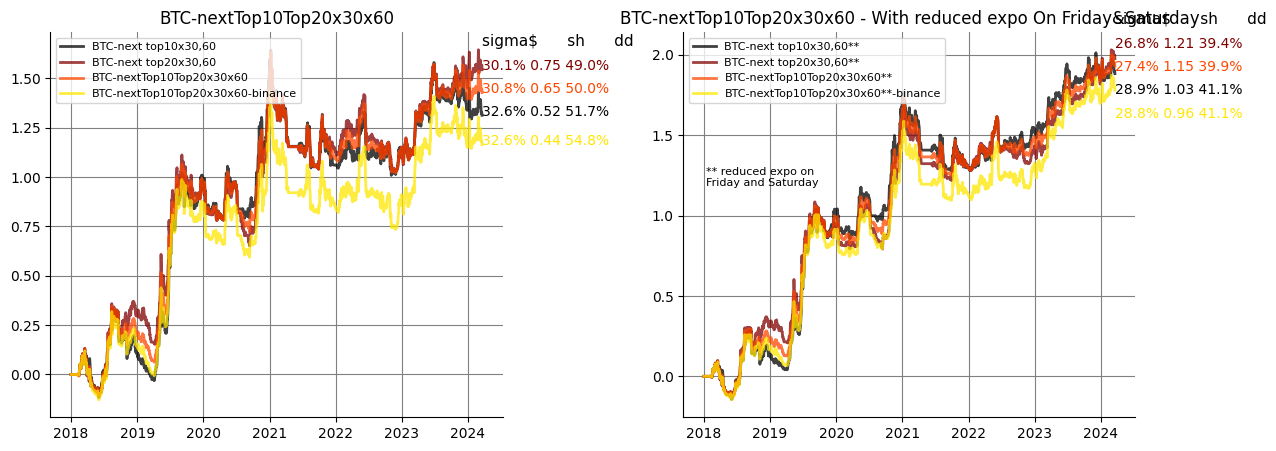 BTC-nextTop10Top20x30x60
sigma$ sh dd
BTC-next top10x30,60
BTC-next top20x30,60
BTC-nextTop10Top20x30x60
BTC-nextTop10Top20x30x60-binance
30.1% 0.75 49.0%
30.8% 0.65 50.0%
32.6% 0.52 51.7%
32.6% 0.44 54.8%
1.50
1.25
1.00
0.75
0.50
0.25
0.00
2018 2019 2020 2021 2022 2023 2024
BTC-nextTop10Top20x30x60 - With reduced expo On Fridays&Saturday
sigma$ sh dd
BTC-next top10x30,60**
BTC-next top20x30,60**
BTC-nextTop10Top20x30x60**
BTC-nextTop10Top20x30x60**-binance
26.8% 1.21 39.4%
27.4% 1.15 39.9%
28.9% 1.03 41.1%
28.8% 0.96 41.1%
** reduced expo on
Friday and Saturday
2.0
1.5
1.0
0.5
0.0
2018 2019 2020 2021 2022 2023 2024